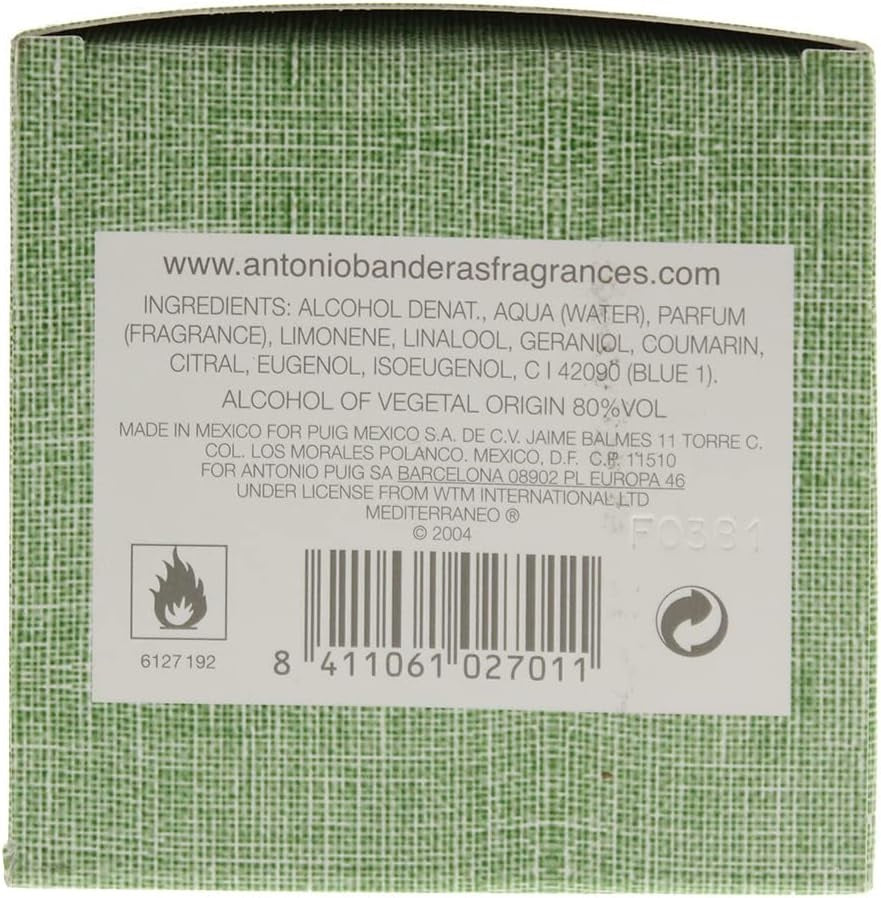 www.antoniobanderasfragrances.com
INGREDIENTS: ALCOHOL DENAT., AQUA (WATER), PARFUM
(FRAGRANCE), LIMONENE, LINALOOL, GERANIOL, COUMARIN,
CITRAL, EUGENOL, ISOEUGENOL, C I 42090 (BLUE 1).
ALCOHOL OF VEGETAL ORIGIN 80%VOL
MADE IN MEXICO FOR PUIG MEXICO S.A. DE C.V. JAIME BALMES 11 TORRE C.
COL. LOS MORALES POLANCO. MEXICO, D.F. C.P. 11510
FOR ANTONIO PUIG SA BARCELONA 08902 PL EUROPA 46
UNDER LICENSE FROM WTM INTERNATIONAL LTD
MEDITERRANEO ®
© 2004
F0381
6127192
8 411061 027011